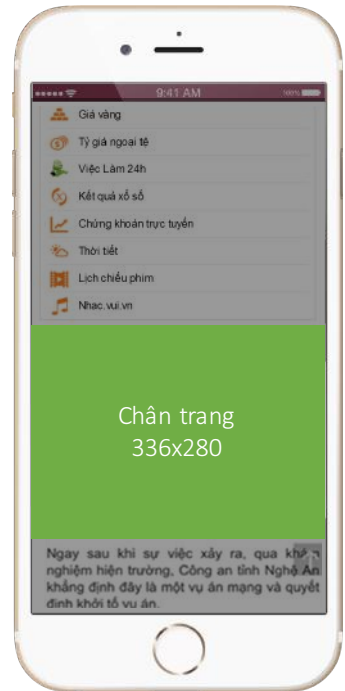 9:41 AM
100%
Giá vàng
Tỷ giá ngoại tệ
Việc Làm 24h
Kết quả xổ số
Chứng khoán trực tuyến
Thời tiết
Lịch chiếu phim
Nhac.vui.vn
Chân trang
336x280
Ngay sau khi sự việc xảy ra, qua khám
nghiệm hiện trường, Công an tỉnh Nghệ An
khẳng định đây là một vụ án mạng và quyết
định khởi tố vụ án.